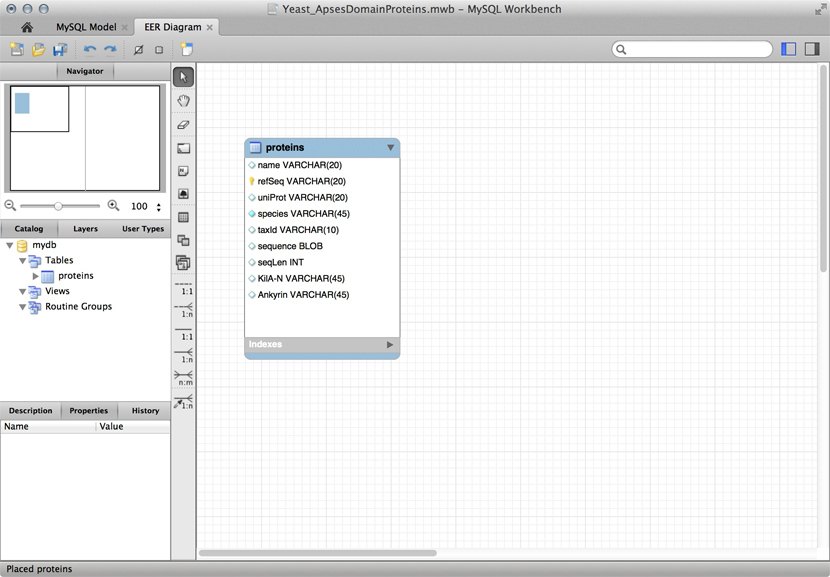 Yeast_ApsesDomainProteins.mwb – MySQL Workbench
MySQL Model
EER Diagram
Navigator
100
Catalog Layers User Types
mydb
Tables
proteins
Views
Routine Groups
Description Properties History
Name Value
1:1
1:n
1:1
1:n
n:m
1:n
proteins
name VARCHAR(20)
refSeq VARCHAR(20)
uniProt VARCHAR(20)
species VARCHAR(45)
taxId VARCHAR(10)
sequence BLOB
seqLen INT
KilA-N VARCHAR(45)
Ankyrin VARCHAR(45)
Indexes
Placed proteins